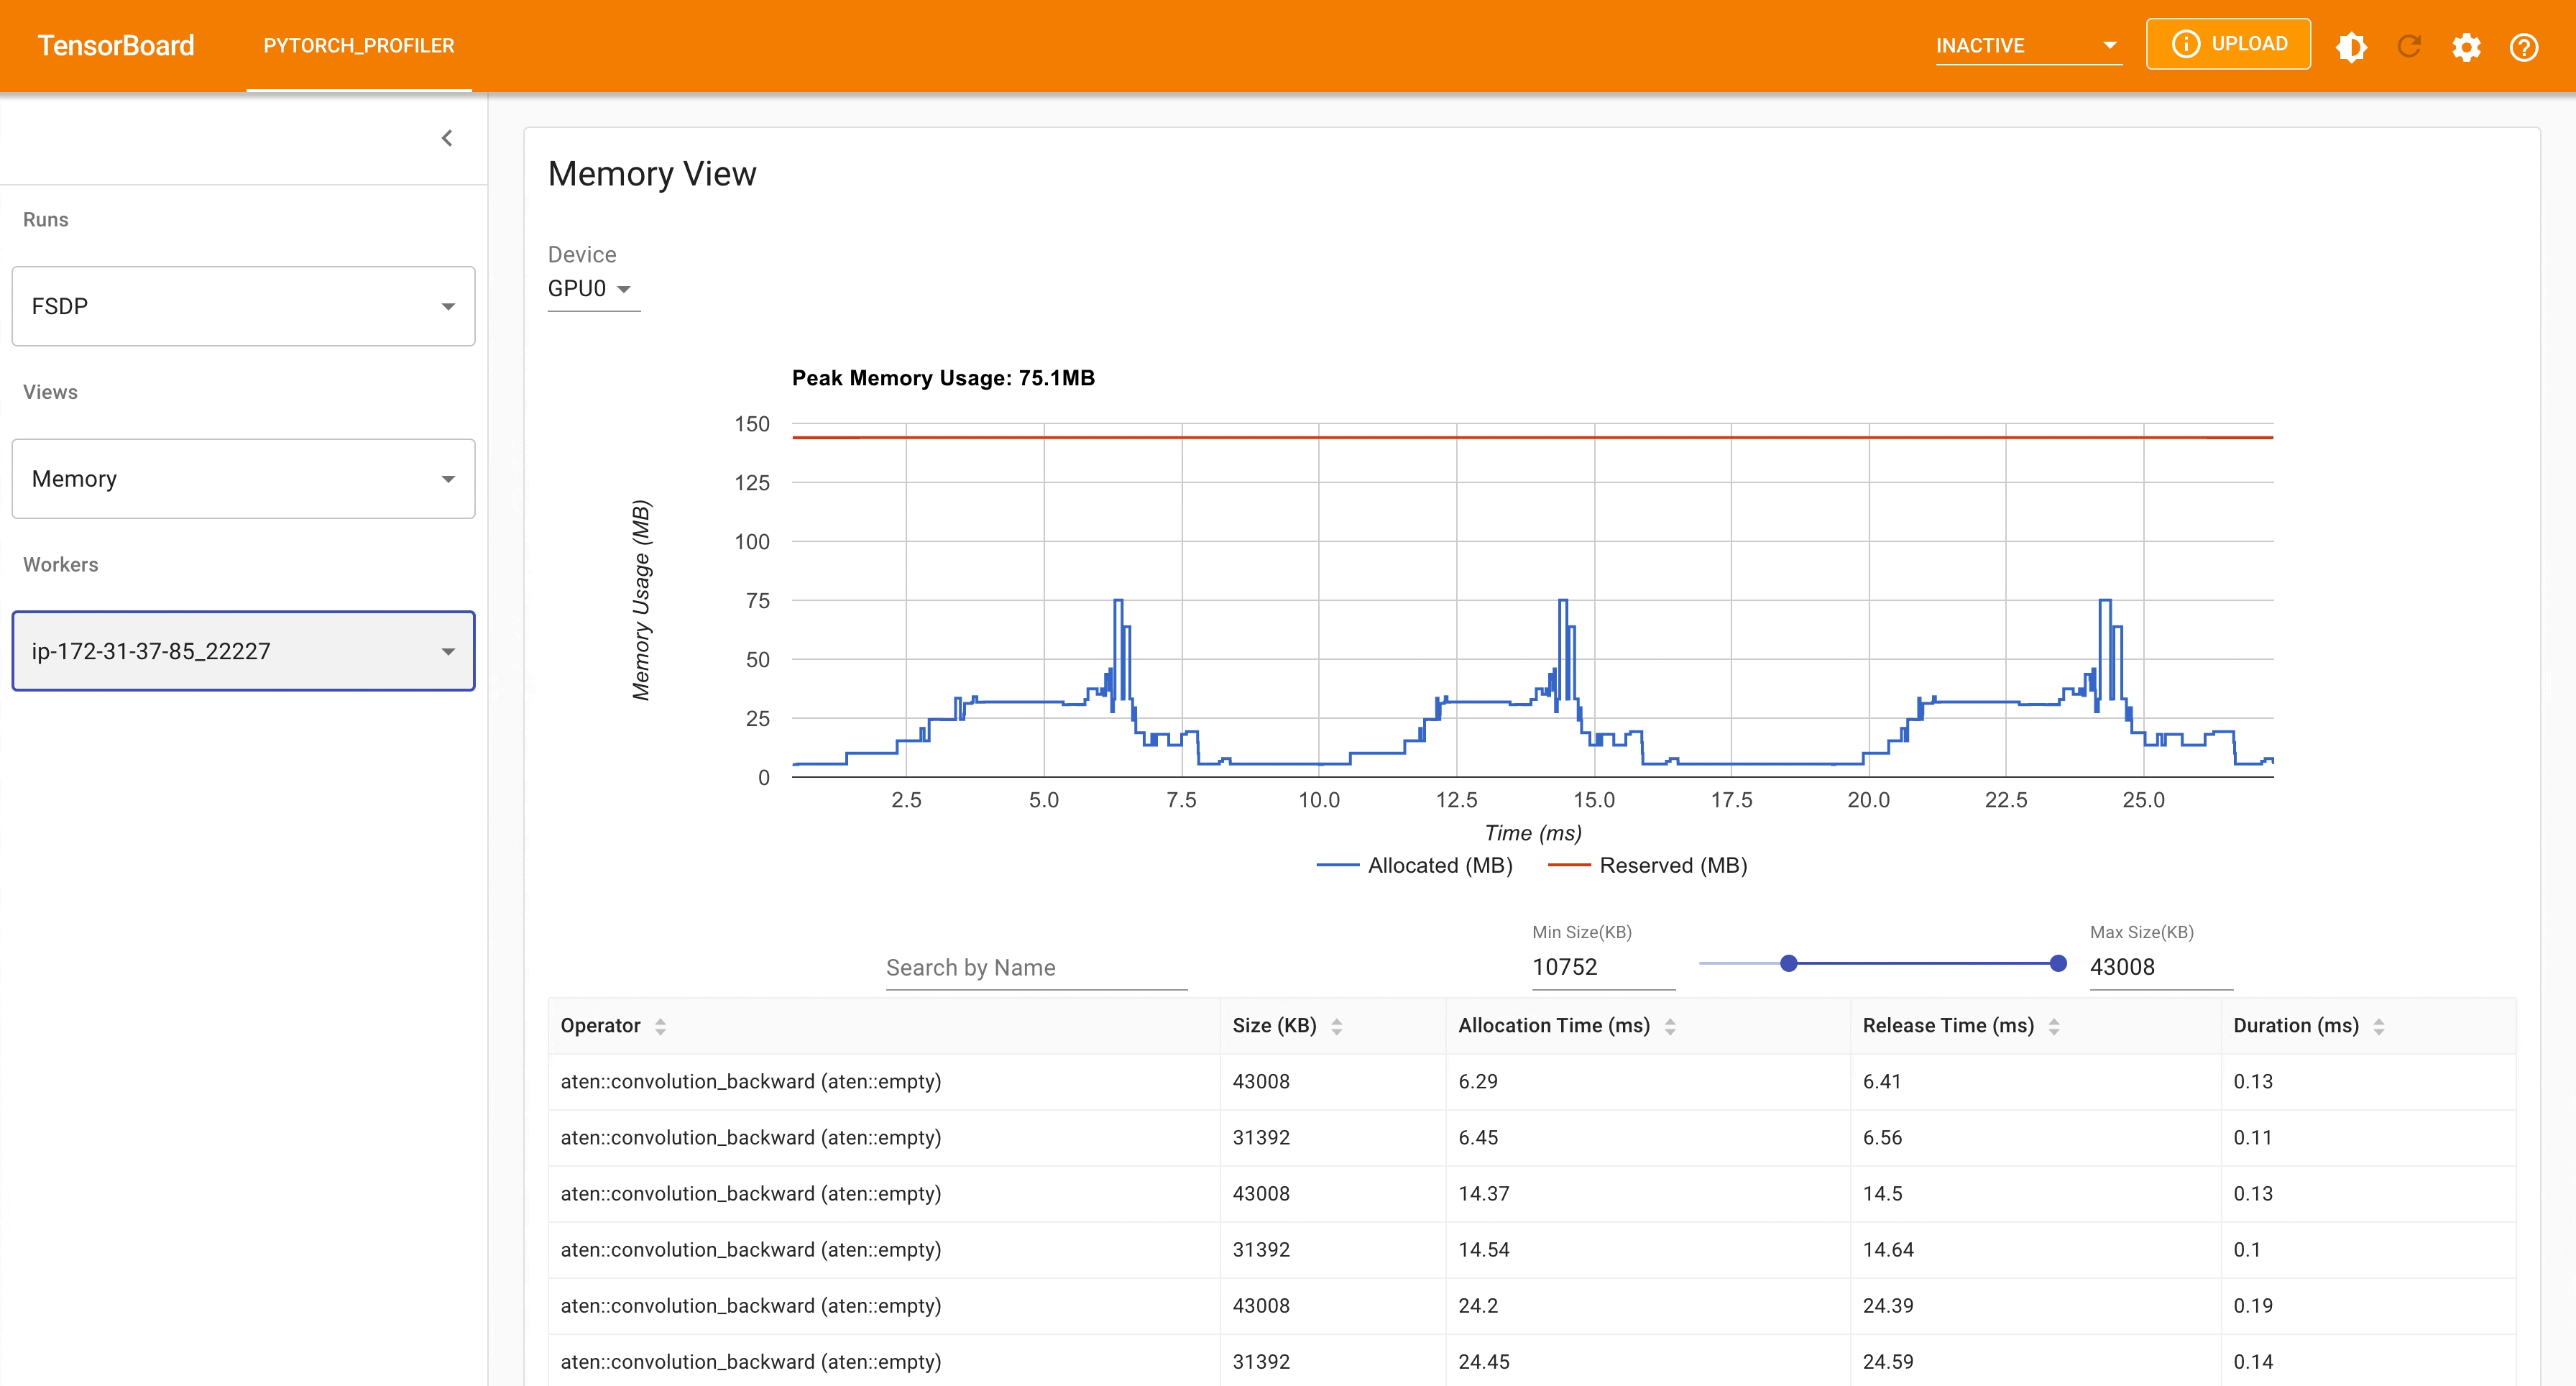 TensorBoard PYTORCH_PROFILER INACTIVE UPLOAD
Runs
FSDP
Views
Memory
Workers
ip-172-31-37-85_22227
Memory View
Device
GPU0
Peak Memory Usage: 75.1MB
Memory Usage (MB)
150
125
100
75
50
25
0
2.5 5.0 7.5 10.0 12.5 15.0 17.5 20.0 22.5 25.0
Time (ms)
Allocated (MB) Reserved (MB)
Search by Name
Min Size(KB)
10752
Max Size(KB)
43008
Operator Size (KB) Allocation Time (ms) Release Time (ms) Duration (ms)
aten::convolution_backward (aten::empty) 43008 6.29 6.41 0.13
aten::convolution_backward (aten::empty) 31392 6.45 6.56 0.11
aten::convolution_backward (aten::empty) 43008 14.37 14.5 0.13
aten::convolution_backward (aten::empty) 31392 14.54 14.64 0.1
aten::convolution_backward (aten::empty) 43008 24.2 24.39 0.19
aten::convolution_backward (aten::empty) 31392 24.45 24.59 0.14